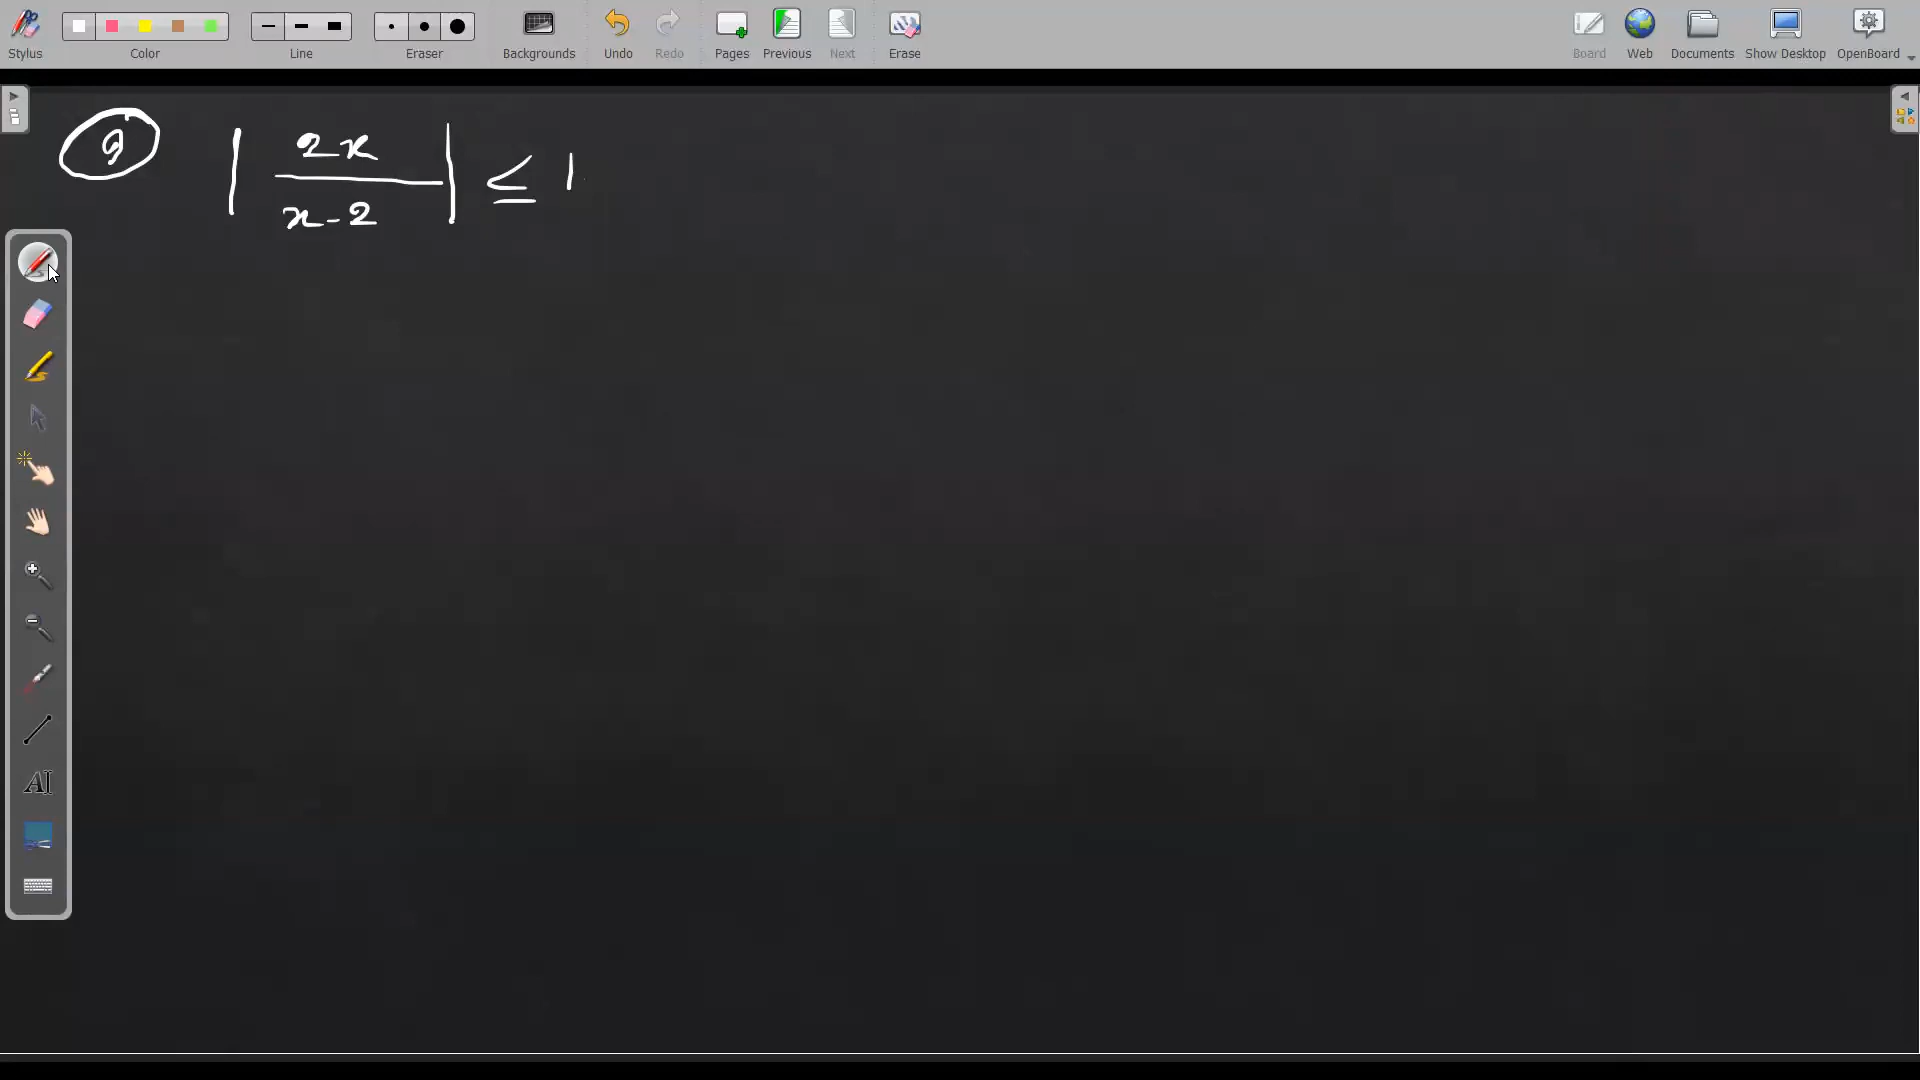 Stylus Color Line Eraser Backgrounds Undo Redo Pages Previous Next Erase Board Web Documents Show Desktop OpenBoard
9 | 2x / x-2 | ≤ 1
AI